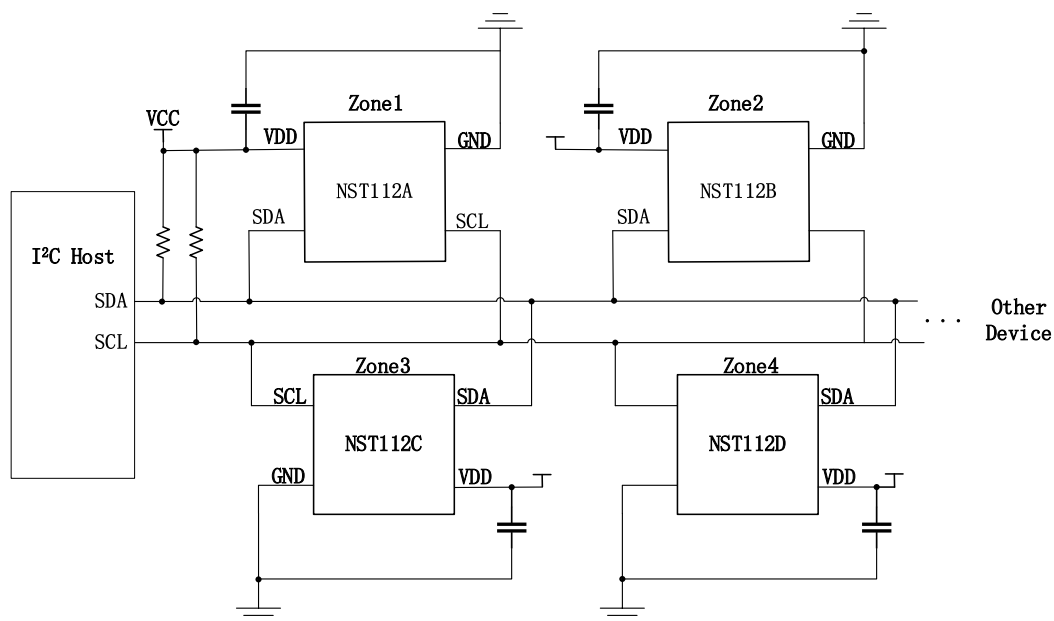 Zone1
Zone2
VCC
VDD
GND
VDD
GND
NST112A
NST112B
SDA
SCL
SDA
I²C Host
SDA
SCL
Other
Device
...
Zone3
Zone4
SCL
SDA
SDA
NST112C
NST112D
GND
VDD
VDD